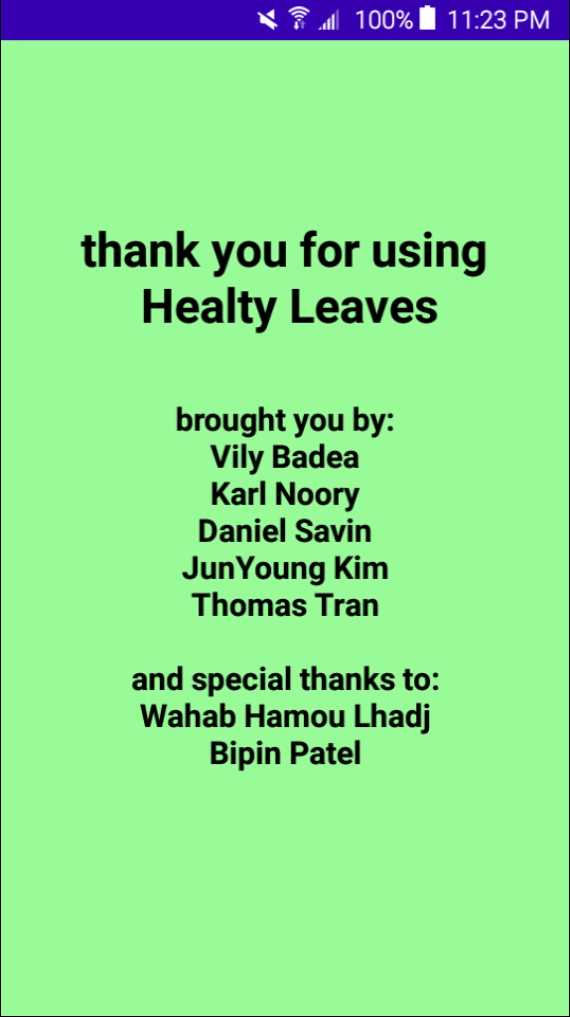 100% 11:23 PM
thank you for using
Healty Leaves
brought you by:
Vily Badea
Karl Noory
Daniel Savin
JunYoung Kim
Thomas Tran
and special thanks to:
Wahab Hamou Lhadj
Bipin Patel